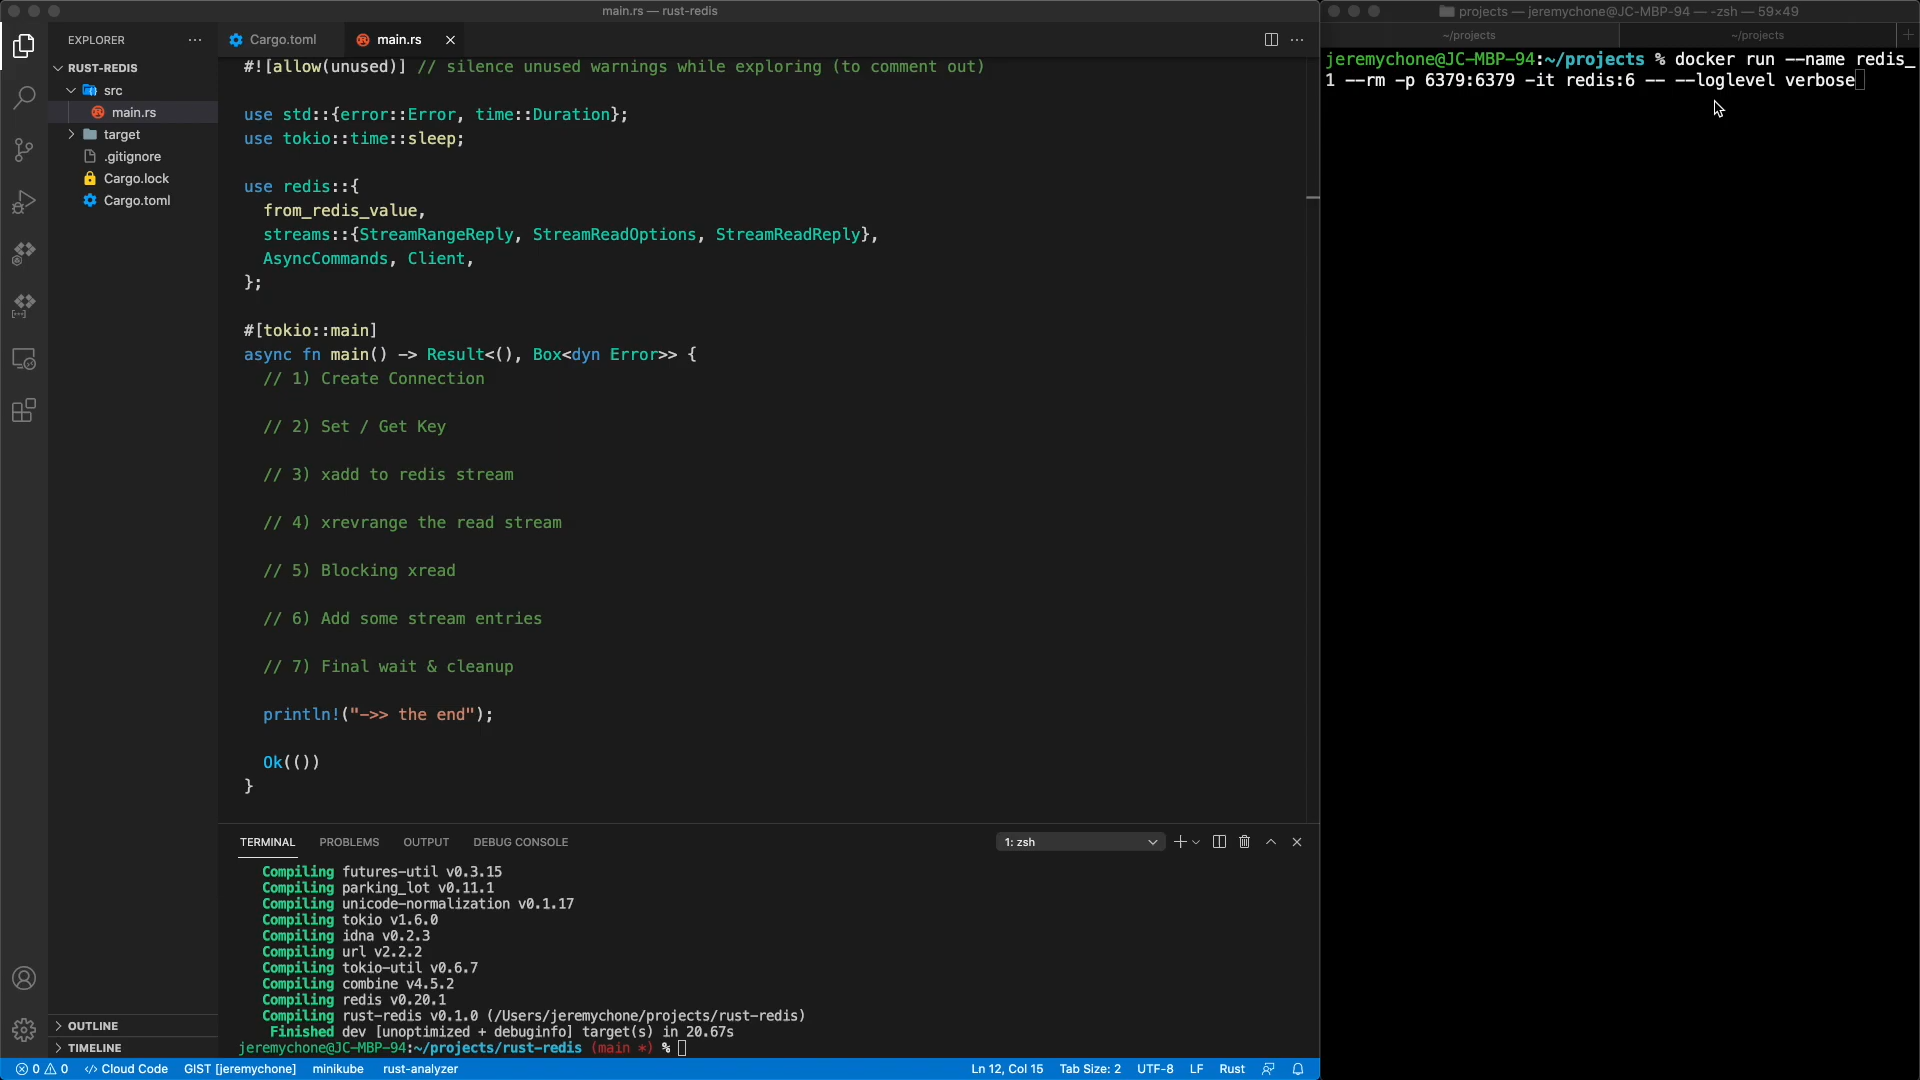 main.rs — rust-redis
EXPLORER
RUST-REDIS
src
main.rs
target
.gitignore
Cargo.lock
Cargo.toml
OUTLINE
TIMELINE
Cargo.toml
main.rs
#![allow(unused)] // silence unused warnings while exploring (to comment out)
use std::{error::Error, time::Duration};
use tokio::time::sleep;
use redis::{
from_redis_value,
streams::{StreamRangeReply, StreamReadOptions, StreamReadReply},
AsyncCommands, Client,
};
#[tokio::main]
async fn main() -> Result<(), Box<dyn Error>> {
// 1) Create Connection
// 2) Set / Get Key
// 3) xadd to redis stream
// 4) xrevrange the read stream
// 5) Blocking xread
// 6) Add some stream entries
// 7) Final wait & cleanup
println!("->> the end");
Ok(())
}
TERMINAL PROBLEMS OUTPUT DEBUG CONSOLE 1: zsh
Compiling futures-util v0.3.15
Compiling parking_lot v0.11.1
Compiling unicode-normalization v0.1.17
Compiling tokio v1.6.0
Compiling idna v0.2.3
Compiling url v2.2.2
Compiling tokio-util v0.6.7
Compiling combine v4.5.2
Compiling redis v0.20.1
Compiling rust-redis v0.1.0 (/Users/jeremychone/projects/rust-redis)
Finished dev [unoptimized + debuginfo] target(s) in 20.67s
jeremychone@JC-MBP-94:~/projects/rust-redis (main *) %
0 0 Cloud Code GIST [jeremychone] minikube rust-analyzer Ln 12, Col 15 Tab Size: 2 UTF-8 LF Rust
projects — jeremychone@JC-MBP-94 — -zsh — 59×49
~/projects ~/projects
jeremychone@JC-MBP-94:~/projects % docker run --name redis_
1 --rm -p 6379:6379 -it redis:6 -- --loglevel verbose